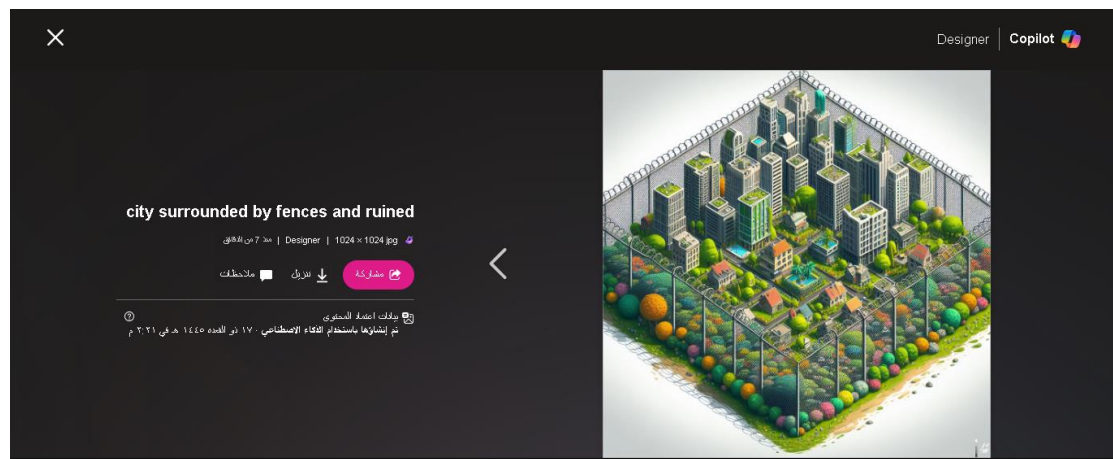 Designer | Copilot
city surrounded by fences and ruined
منذ 7 من الدقائق | Designer | 1024 × 1024 jpg
مشاركة تنزيل ملاحظات
بيانات اعتماد المحتوى
تم إنشاؤها باستخدام الذكاء الاصطناعي · ١٧ ذو القعدة ١٤٤٥ هـ في ٢:٢١ م